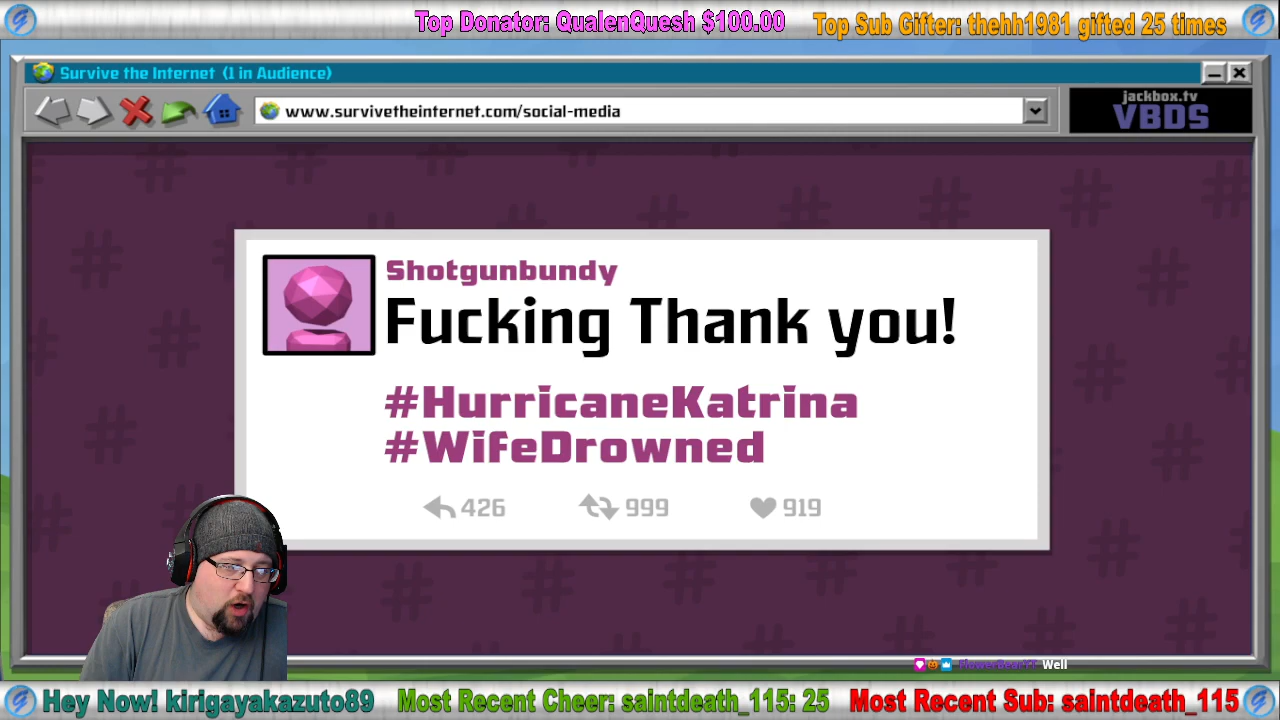 Top Donator: QualenQuesh $100.00
Top Sub Gifter: thehh1981 gifted 25 times
Survive the Internet (1 in Audience)
www.survivetheinternet.com/social-media
jackbox.tv
VBDS
Shotgunbundy
Fucking Thank you!
#HurricaneKatrina
#WifeDrowned
426 999 919
FlowerBearYT Well
Hey Now! kirigayakazuto89
Most Recent Cheer: saintdeath_115: 25
Most Recent Sub: saintdeath_115